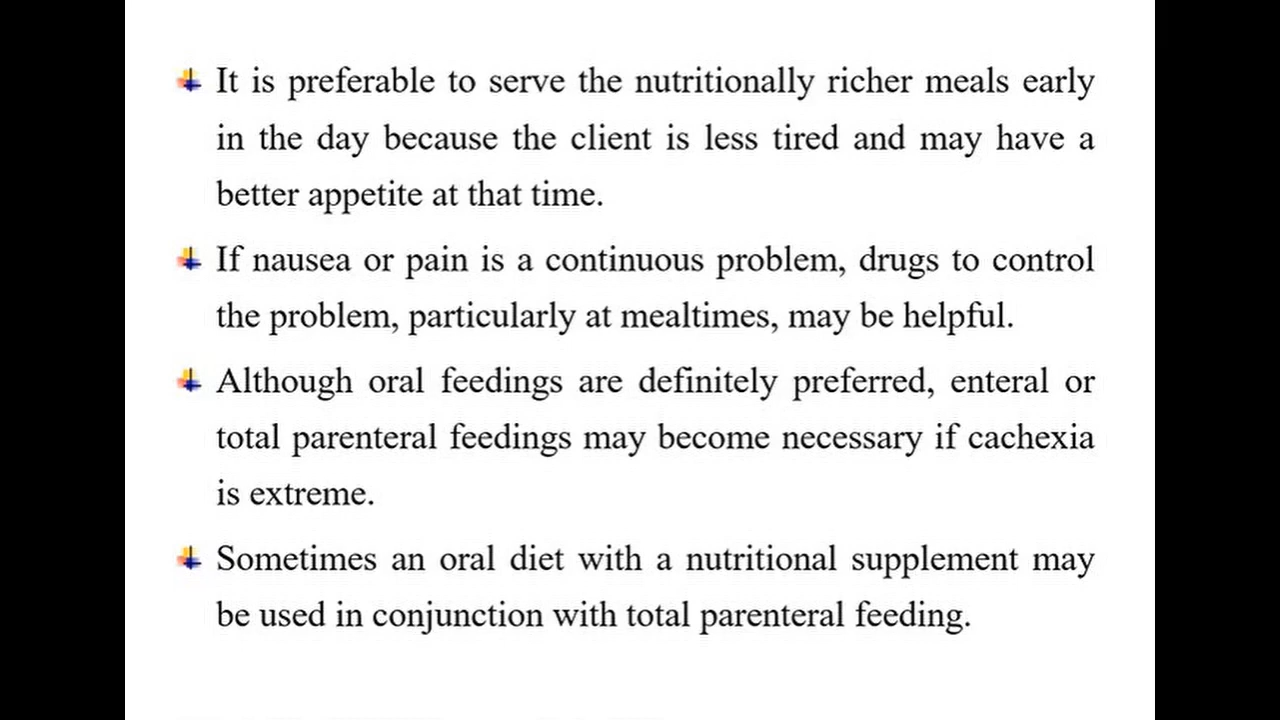 It is preferable to serve the nutritionally richer meals early
in the day because the client is less tired and may have a
better appetite at that time.
If nausea or pain is a continuous problem, drugs to control
the problem, particularly at mealtimes, may be helpful.
Although oral feedings are definitely preferred, enteral or
total parenteral feedings may become necessary if cachexia
is extreme.
Sometimes an oral diet with a nutritional supplement may
be used in conjunction with total parenteral feeding.